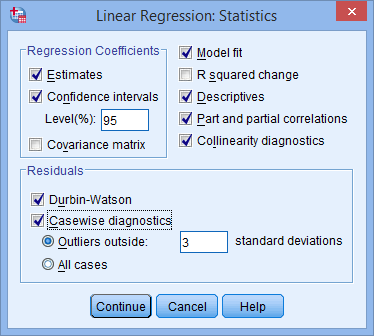 Linear Regression: Statistics
Regression Coefficients
Estimates
Confidence intervals
Level(%): 95
Covariance matrix
Model fit
R squared change
Descriptives
Part and partial correlations
Collinearity diagnostics
Residuals
Durbin-Watson
Casewise diagnostics
Outliers outside: 3 standard deviations
All cases
Continue Cancel Help